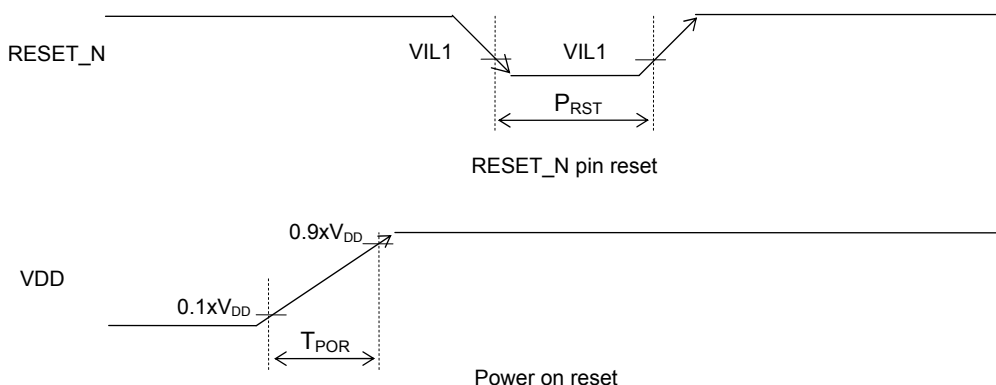 RESET_N
VIL1
VIL1
PRST
RESET_N pin reset
0.9xVDD
VDD
0.1xVDD
TPOR
Power on reset